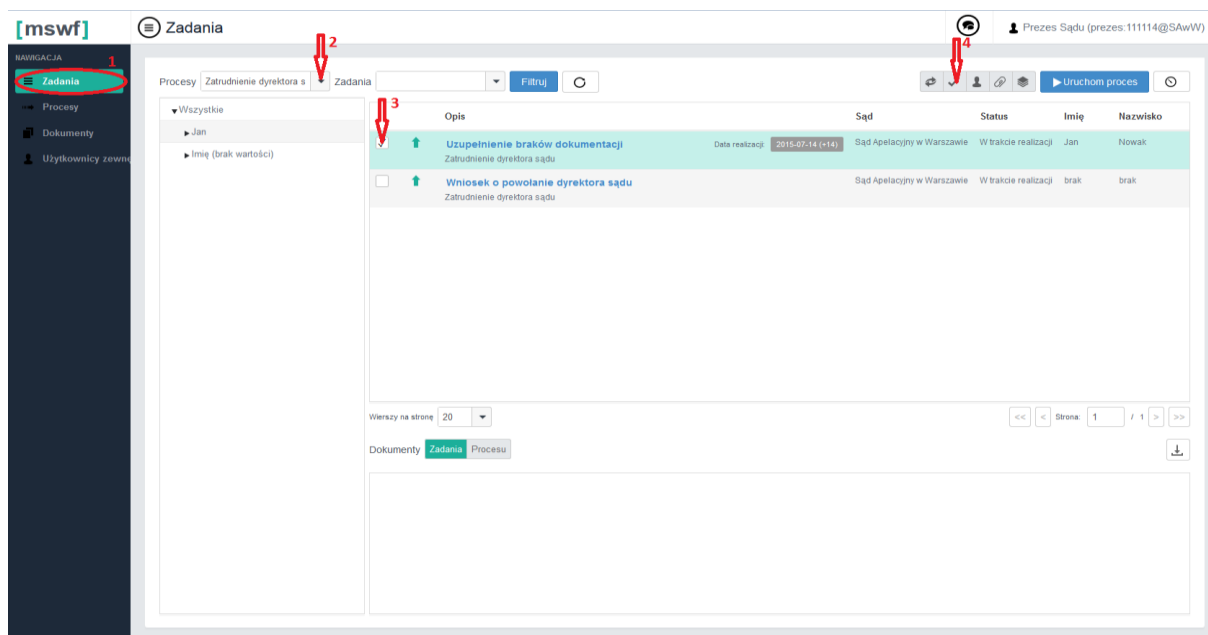 [mswf]
Zadania
Prezes Sądu (prezes:111114@SAwW)
NAWIGACJA
1
2
4
Zadania
Procesy
Dokumenty
Użytkownicy zewnę
Procesy Zatrudnienie dyrektora s Zadania Filtruj
Uruchom proces
Wszystkie
Jan
Imię (brak wartości)
3
Opis Sąd Status Imię Nazwisko
Uzupełnienie braków dokumentacji Data realizacji: 2015-07-14 (+14) Sąd Apelacyjny w Warszawie W trakcie realizacji Jan Nowak
Zatrudnienie dyrektora sądu
Wniosek o powołanie dyrektora sądu Sąd Apelacyjny w Warszawie W trakcie realizacji brak brak
Zatrudnienie dyrektora sądu
Wierszy na stronę 20
<< < Strona: 1 / 1 > >>
Dokumenty Zadania Procesu